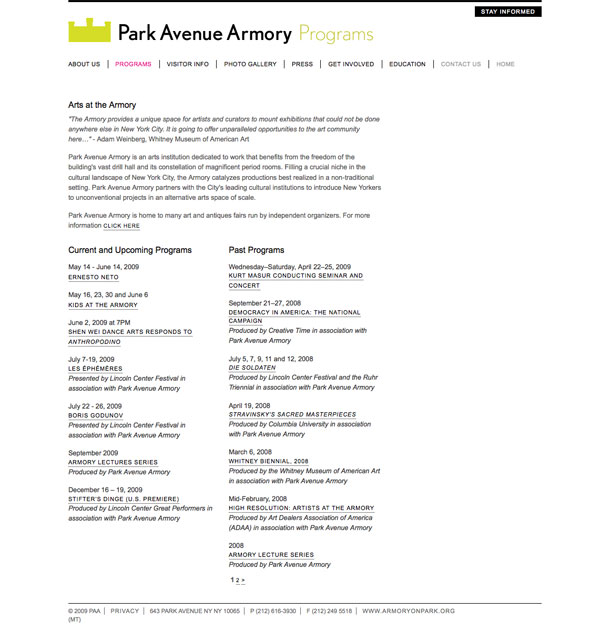 STAY INFORMED
Park Avenue Armory Programs
ABOUT US | PROGRAMS | VISITOR INFO | PHOTO GALLERY | PRESS | GET INVOLVED | EDUCATION | CONTACT US | HOME
Arts at the Armory
"The Armory provides a unique space for artists and curators to mount exhibitions that could not be done
anywhere else in New York City. It is going to offer unparalleled opportunities to the art community
here…" - Adam Weinberg, Whitney Museum of American Art
Park Avenue Armory is an arts institution dedicated to work that benefits from the freedom of the
building's vast drill hall and its constellation of magnificent period rooms. Filling a crucial niche in the
cultural landscape of New York City, the Armory catalyzes productions best realized in a non-traditional
setting. Park Avenue Armory partners with the City's leading cultural institutions to introduce New Yorkers
to unconventional projects in an alternative arts space of scale.
Park Avenue Armory is home to many art and antiques fairs run by independent organizers. For more
information CLICK HERE
Current and Upcoming Programs
May 14 - June 14, 2009
ERNESTO NETO
May 16, 23, 30 and June 6
KIDS AT THE ARMORY
June 2, 2009 at 7PM
SHEN WEI DANCE ARTS RESPONDS TO
ANTHROPODINO
July 7-19, 2009
LES ÉPHÉMÈRES
Presented by Lincoln Center Festival in
association with Park Avenue Armory
July 22 - 26, 2009
BORIS GODUNOV
Presented by Lincoln Center Festival in
association with Park Avenue Armory
September 2009
ARMORY LECTURES SERIES
Produced by Park Avenue Armory
December 16 – 19, 2009
STIFTER'S DINGE (U.S. PREMIERE)
Produced by Lincoln Center Great Performers in
association with Park Avenue Armory
Past Programs
Wednesday–Saturday, April 22–25, 2009
KURT MASUR CONDUCTING SEMINAR AND
CONCERT
September 21–27, 2008
DEMOCRACY IN AMERICA: THE NATIONAL
CAMPAIGN
Produced by Creative Time in association with
Park Avenue Armory
July 5, 7, 9, 11 and 12, 2008
DIE SOLDATEN
Produced by Lincoln Center Festival and the Ruhr
Triennial in association with Park Avenue Armory
April 19, 2008
STRAVINSKY'S SACRED MASTERPIECES
Produced by Columbia University in association
with Park Avenue Armory
March 6, 2008
WHITNEY BIENNIAL, 2008
Produced by the Whitney Museum of American Art
in association with Park Avenue Armory
Mid-February, 2008
HIGH RESOLUTION: ARTISTS AT THE ARMORY
Produced by Art Dealers Association of America
(ADAA) in association with Park Avenue Armory
2008
ARMORY LECTURE SERIES
Produced by Park Avenue Armory
1 2 >
© 2009 PAA | PRIVACY | 643 PARK AVENUE NY NY 10065 | P (212) 616-3930 | F (212) 249 5518 | WWW.ARMORYONPARK.ORG
(MT)